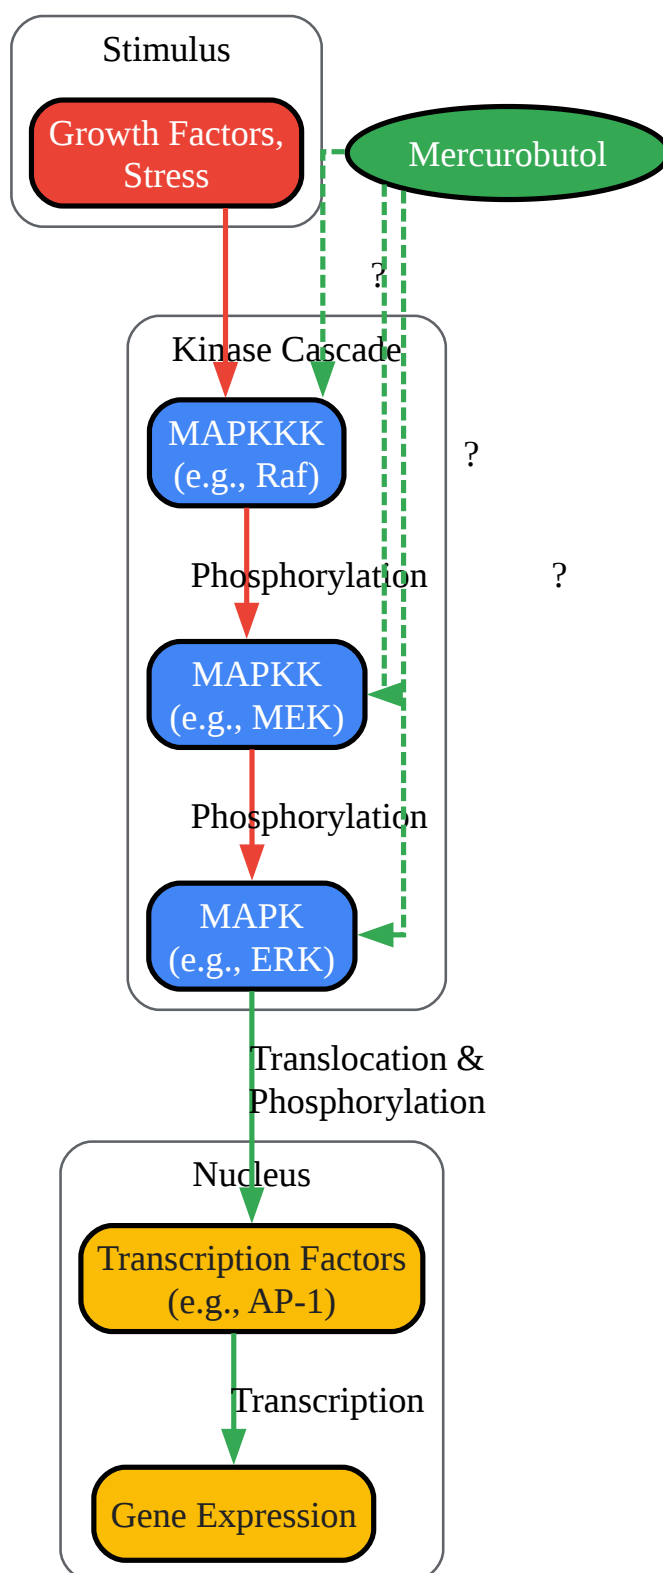 Stimulus
Growth Factors,
Stress
Mercurobutol
?
Kinase Cascade
MAPKKK
(e.g., Raf)
?
Phosphorylation
?
MAPKK
(e.g., MEK)
Phosphorylation
MAPK
(e.g., ERK)
Translocation &
Phosphorylation
Nucleus
Transcription Factors
(e.g., AP-1)
Transcription
Gene Expression